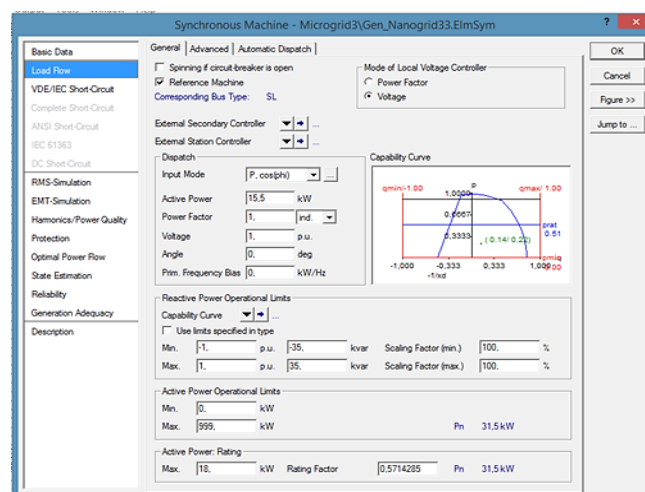 Synchronous Machine - Microgrid3\Gen_Nanogrid33.ElmSym
?
Basic Data
Load Flow
VDE/IEC Short-Circuit
Complete Short-Circuit
ANSI Short-Circuit
IEC 61363
DC Short-Circuit
RMS-Simulation
EMT-Simulation
Harmonics/Power Quality
Protection
Optimal Power Flow
State Estimation
Reliability
Generation Adequacy
Description
General Advanced Automatic Dispatch
Spinning if circuit-breaker is open
Reference Machine
Corresponding Bus Type: SL
Mode of Local Voltage Controller
Power Factor
Voltage
External Secondary Controller ...
External Station Controller ...
Dispatch
Input Mode P, cos(phi) ...
Active Power 15,5 kW
Power Factor 1, ind.
Voltage 1, p.u.
Angle 0, deg
Prim. Frequency Bias 0, kW/Hz
Capability Curve
qmin/-1.00 p qmax/ 1.00
1,0000
0,6667
prat
0.51
0,3333
( 0.14/ 0.22)
-1,000 -0,333 0,333 1,000
-1/xd
Reactive Power Operational Limits
Capability Curve ...
Use limits specified in type
Min. -1, p.u. -35, kvar Scaling Factor (min.) 100, %
Max. 1, p.u. 35, kvar Scaling Factor (max.) 100, %
Active Power Operational Limits
Min. 0, kW
Max. 999, kW Pn 31,5 kW
Active Power: Rating
Max. 18, kW Rating Factor 0,5714285 Pn 31,5 kW
OK
Cancel
Figure >>
Jump to ...